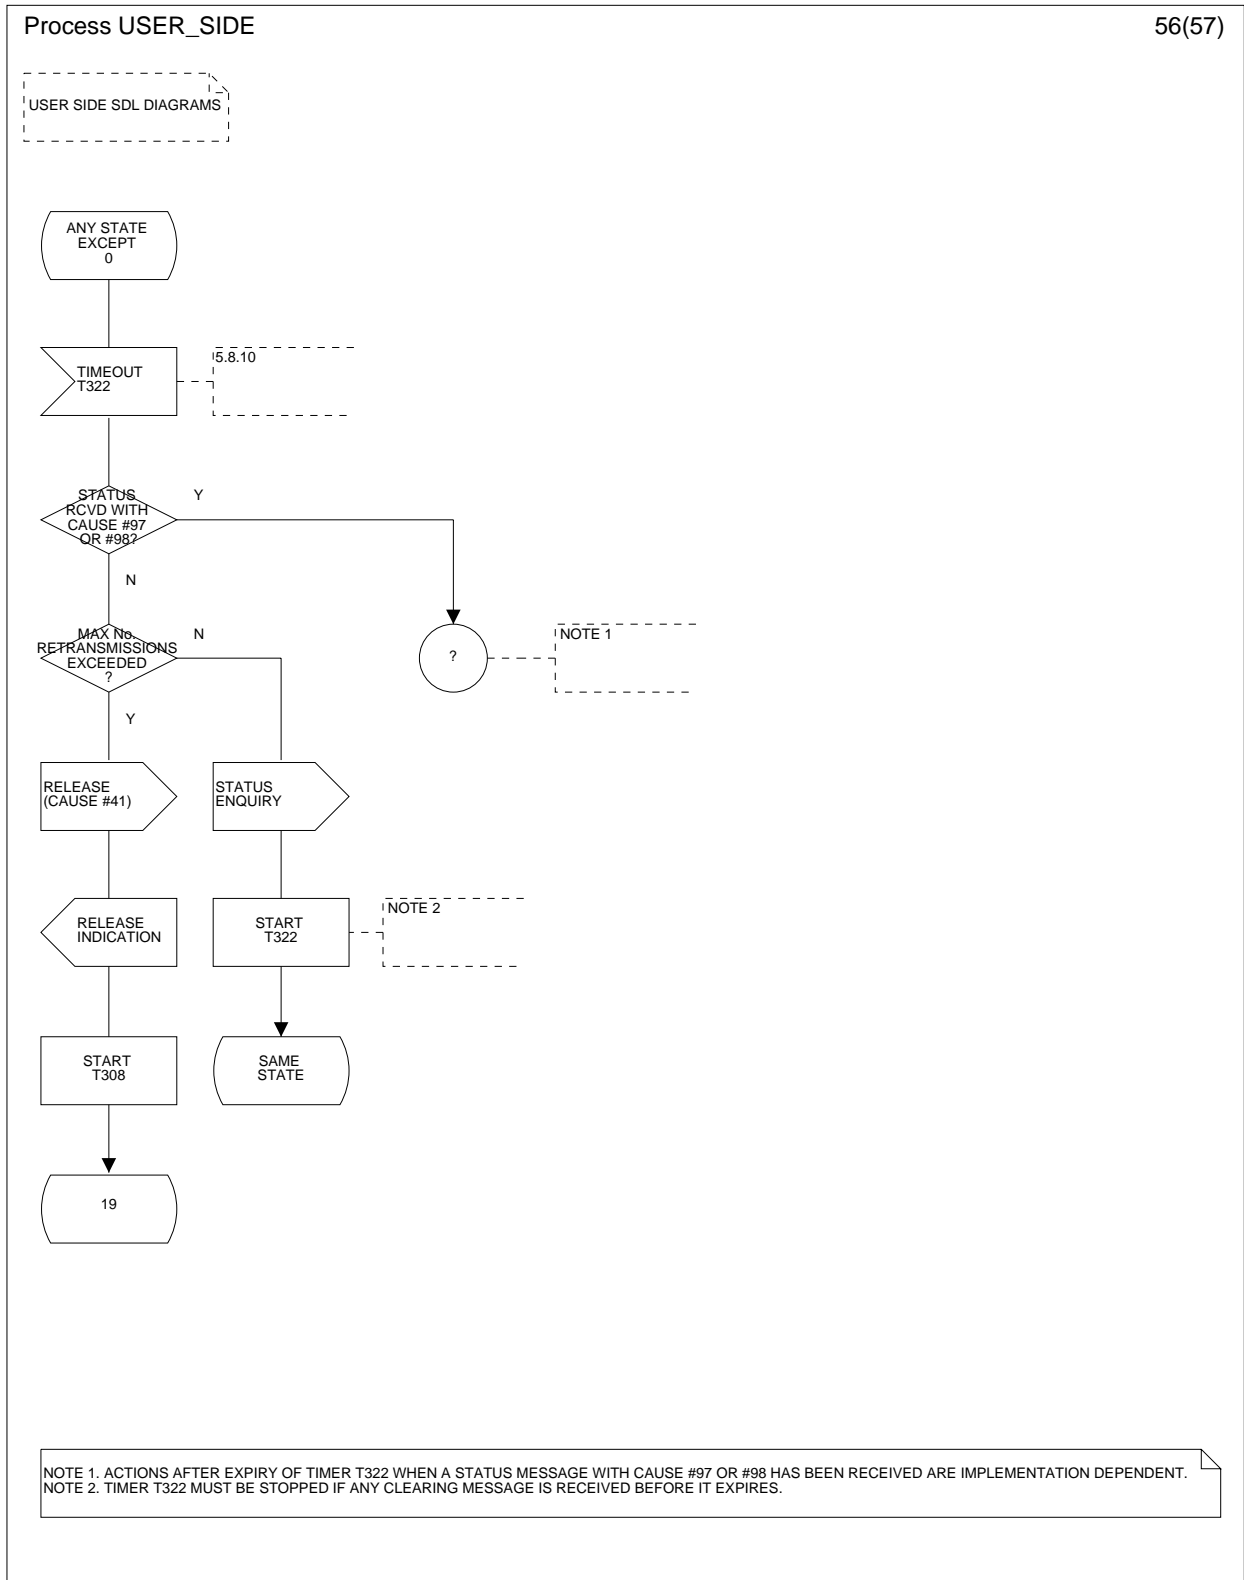 Process USER_SIDE
56(57)
USER SIDE SDL DIAGRAMS
ANY STATE
EXCEPT
0
TIMEOUT
T322
5.8.10
STATUS
RCVD WITH
CAUSE #97
OR #98?
Y
N
MAX No.
RETRANSMISSIONS
EXCEEDED
?
N
Y
?
NOTE 1
RELEASE
(CAUSE #41)
STATUS
ENQUIRY
RELEASE
INDICATION
START
T322
NOTE 2
START
T308
SAME
STATE
19
NOTE 1. ACTIONS AFTER EXPIRY OF TIMER T322 WHEN A STATUS MESSAGE WITH CAUSE #97 OR #98 HAS BEEN RECEIVED ARE IMPLEMENTATION DEPENDENT.
NOTE 2. TIMER T322 MUST BE STOPPED IF ANY CLEARING MESSAGE IS RECEIVED BEFORE IT EXPIRES.